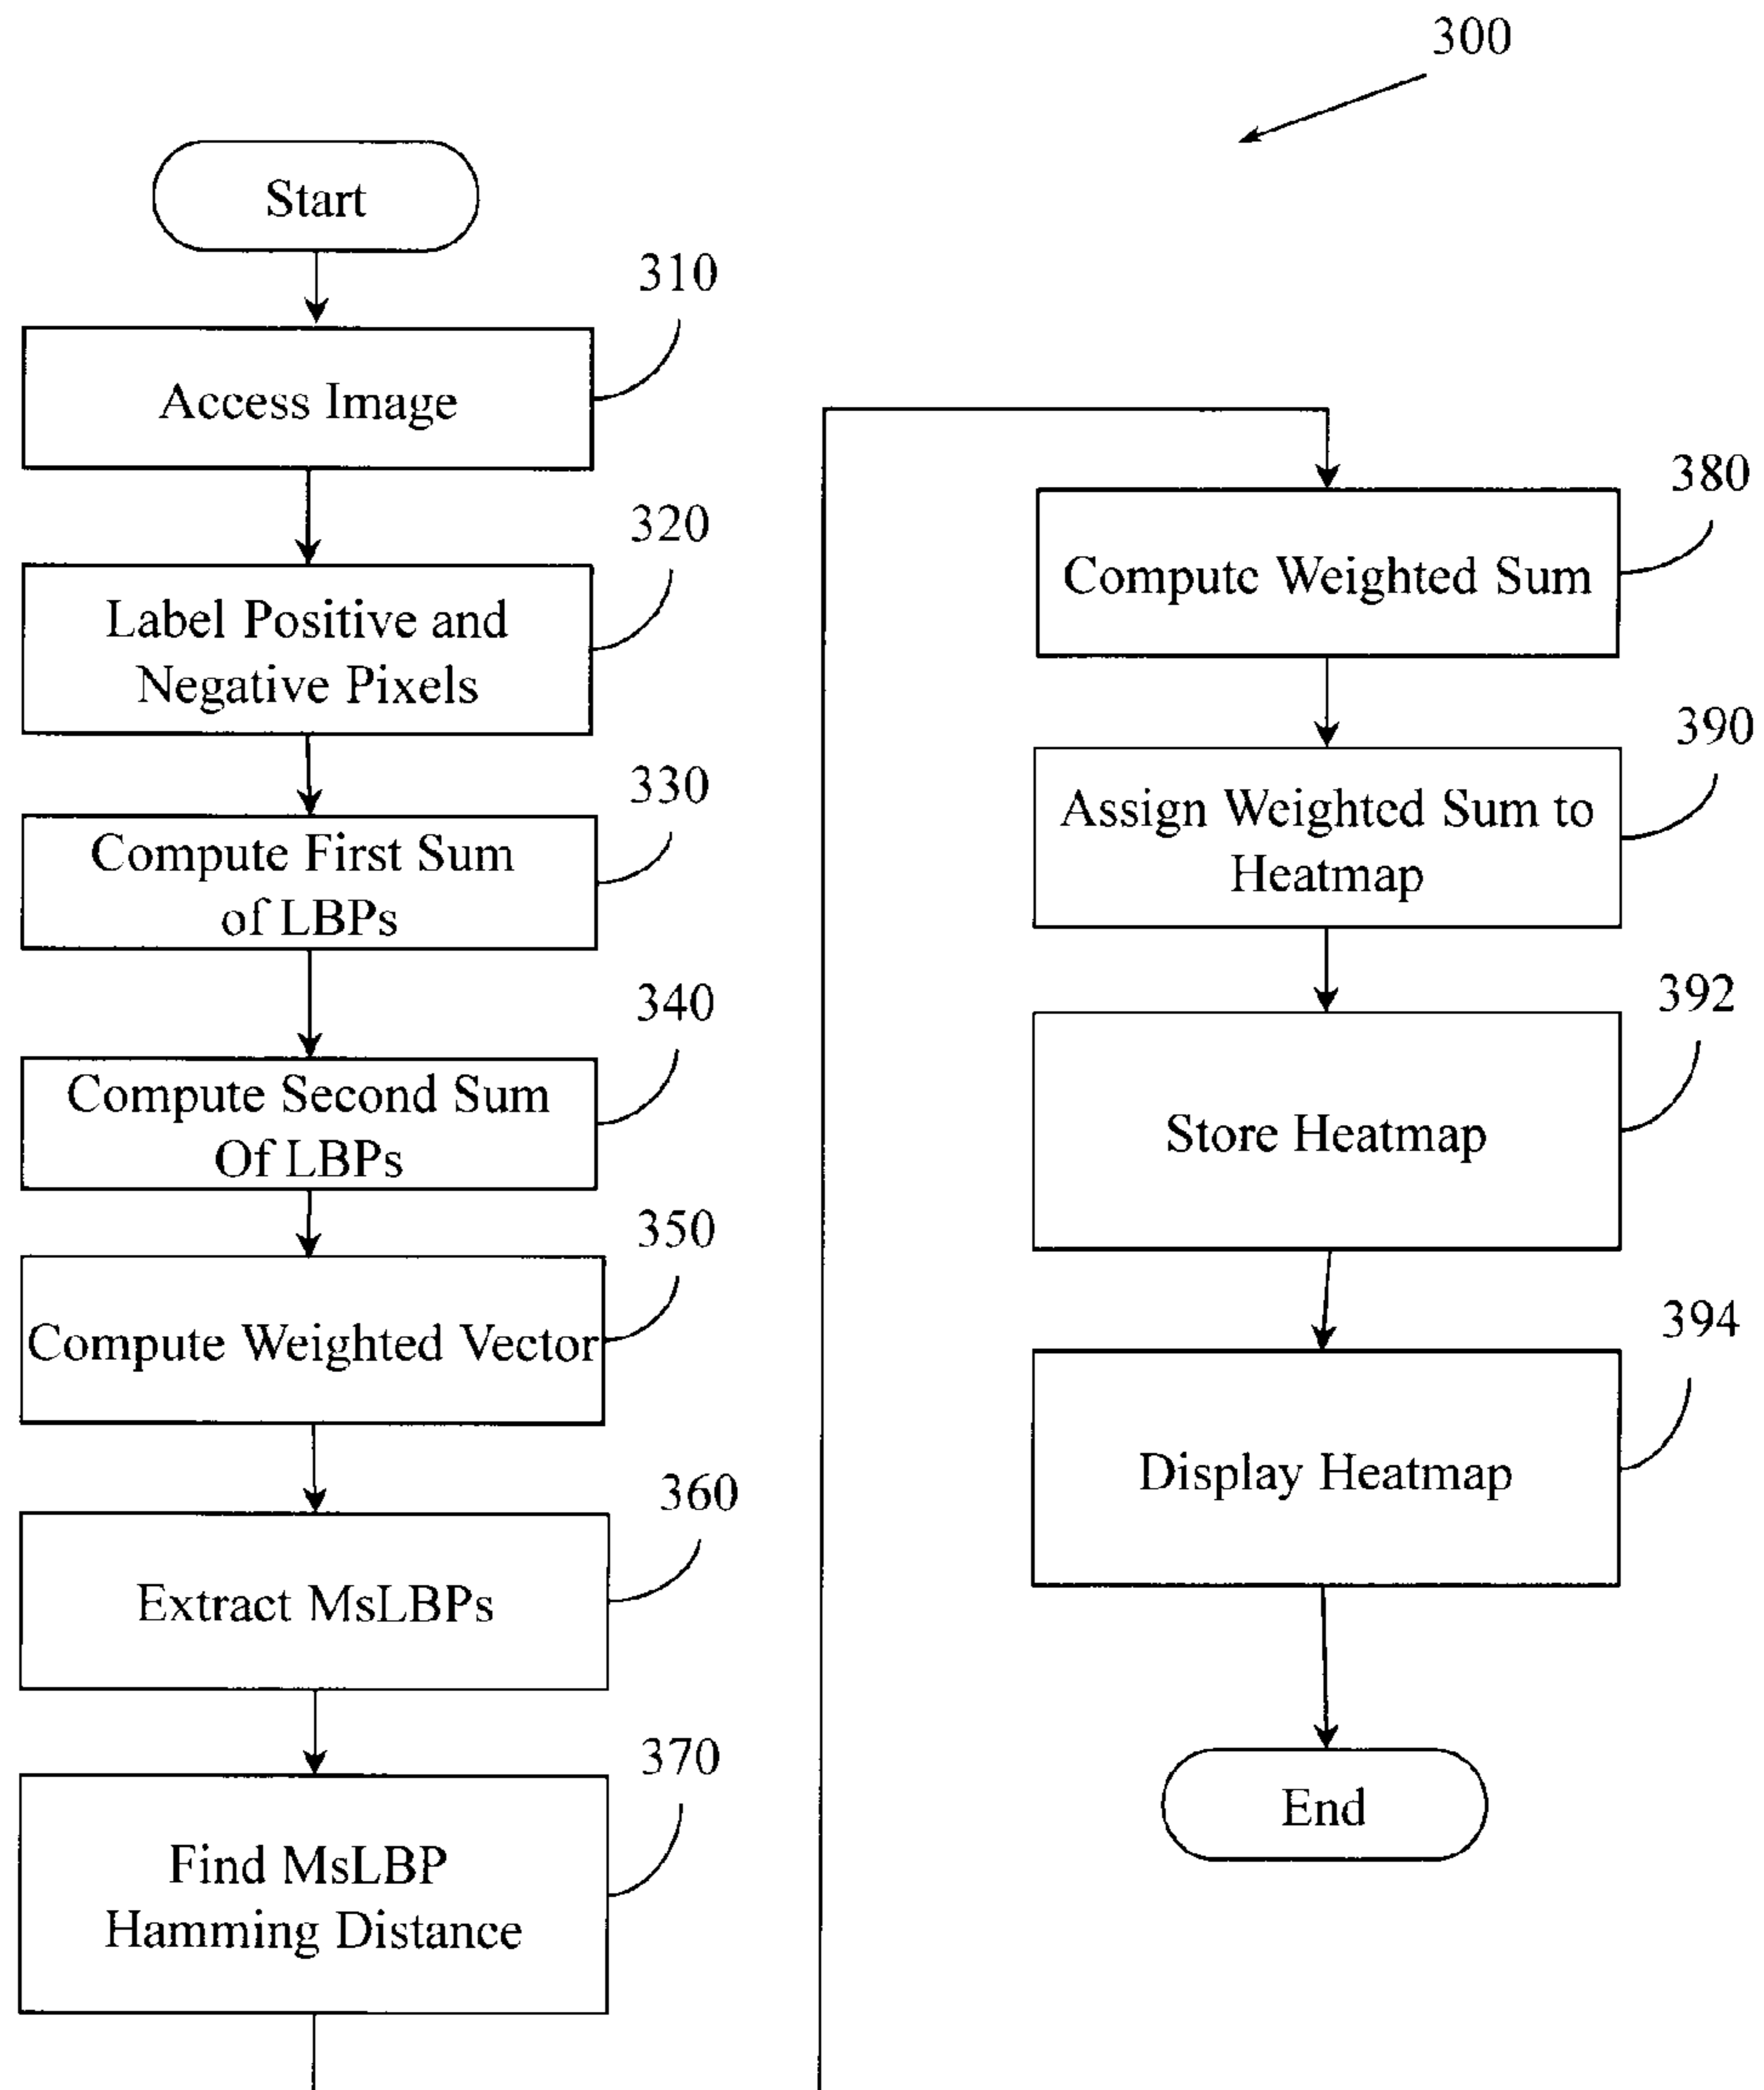 300
Start
310
Access Image
320
Label Positive and
Negative Pixels
330
Compute First Sum
of LBPs
340
Compute Second Sum
Of LBPs
350
Compute Weighted Vector
360
Extract MsLBPs
370
Find MsLBP
Hamming Distance
380
Compute Weighted Sum
390
Assign Weighted Sum to
Heatmap
392
Store Heatmap
394
Display Heatmap
End